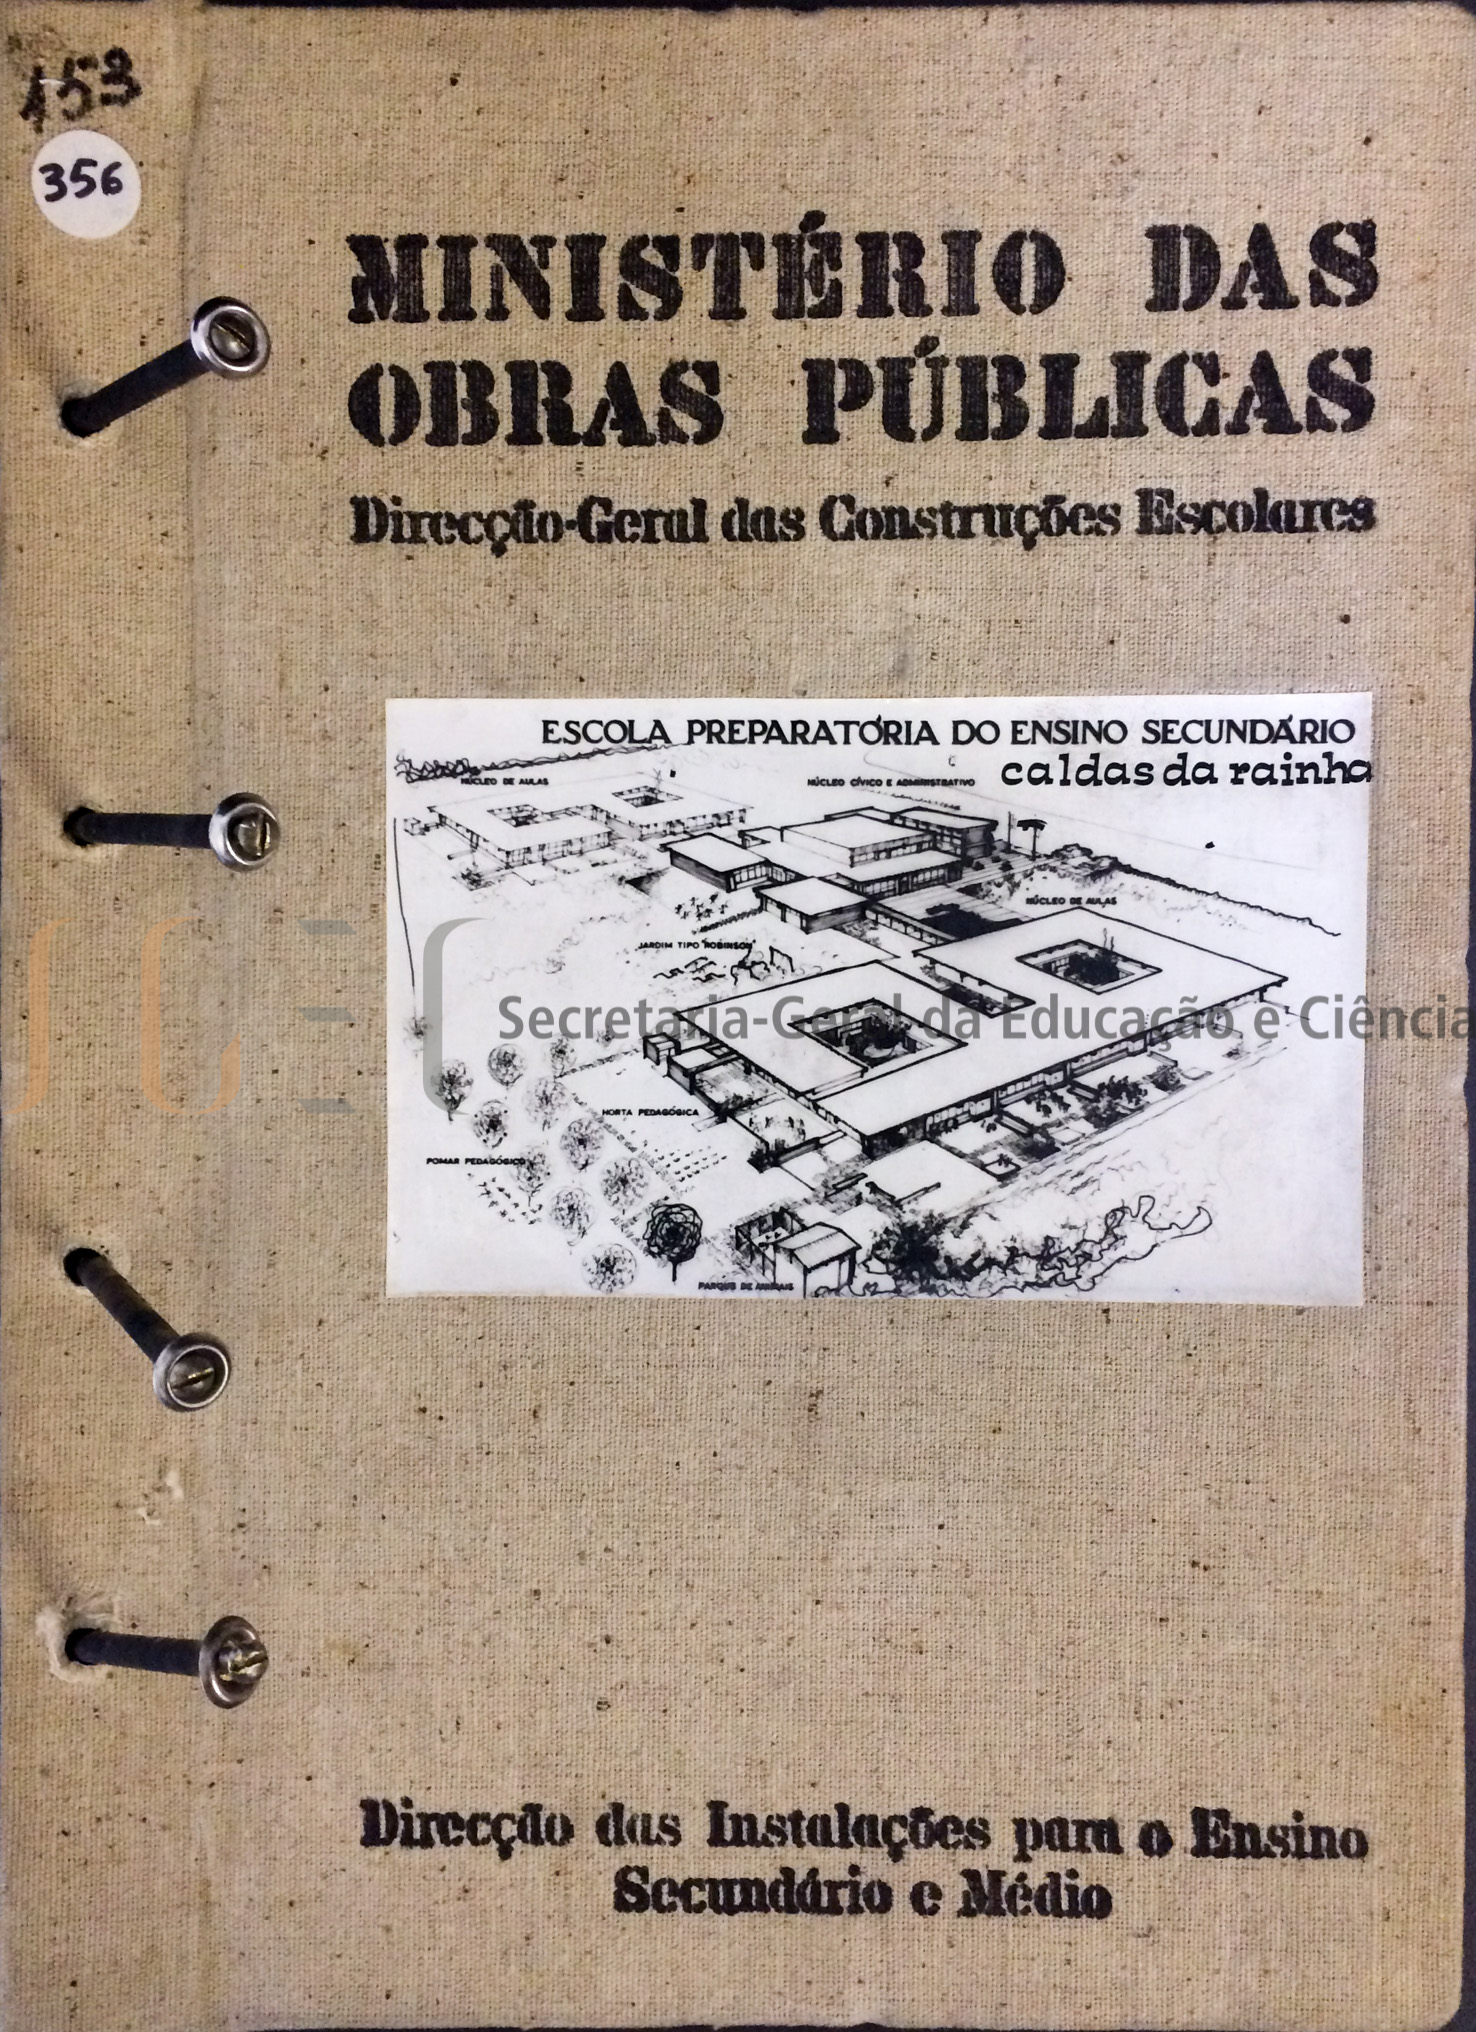 153
356
MINISTÉRIO DAS
OBRAS PÚBLICAS
Direcção-Geral das Construções Escolares
ESCOLA PREPARATÓRIA DO ENSINO SECUNDÁRIO
caldas da rainha
NÚCLEO DE AULAS
NÚCLEO CÍVICO E ADMINISTRATIVO
NÚCLEO DE AULAS
JARDIM TIPO "ROBINSON"
Secretaria-Geral da Educação e Ciência
HORTA PEDAGÓGICA
POMAR PEDAGÓGICO
PARQUE DE ANIMAIS
Direcção das Instalações para o Ensino
Secundário e Médio